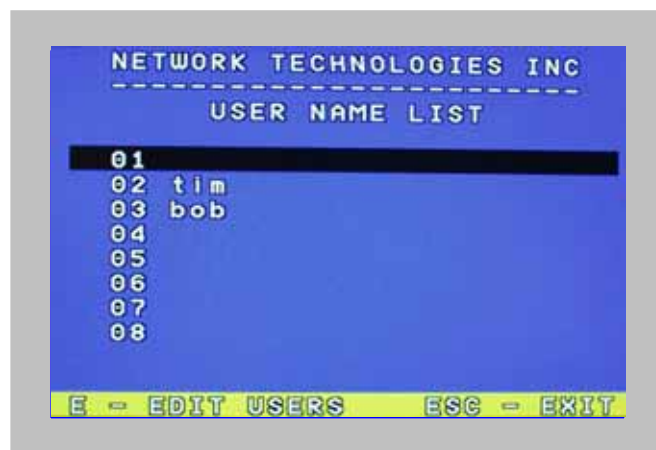 NETWORK TECHNOLOGIES INC
------------------------
USER NAME LIST
01
02 tim
03 bob
04
05
06
07
08
E - EDIT USERS ESC - EXIT